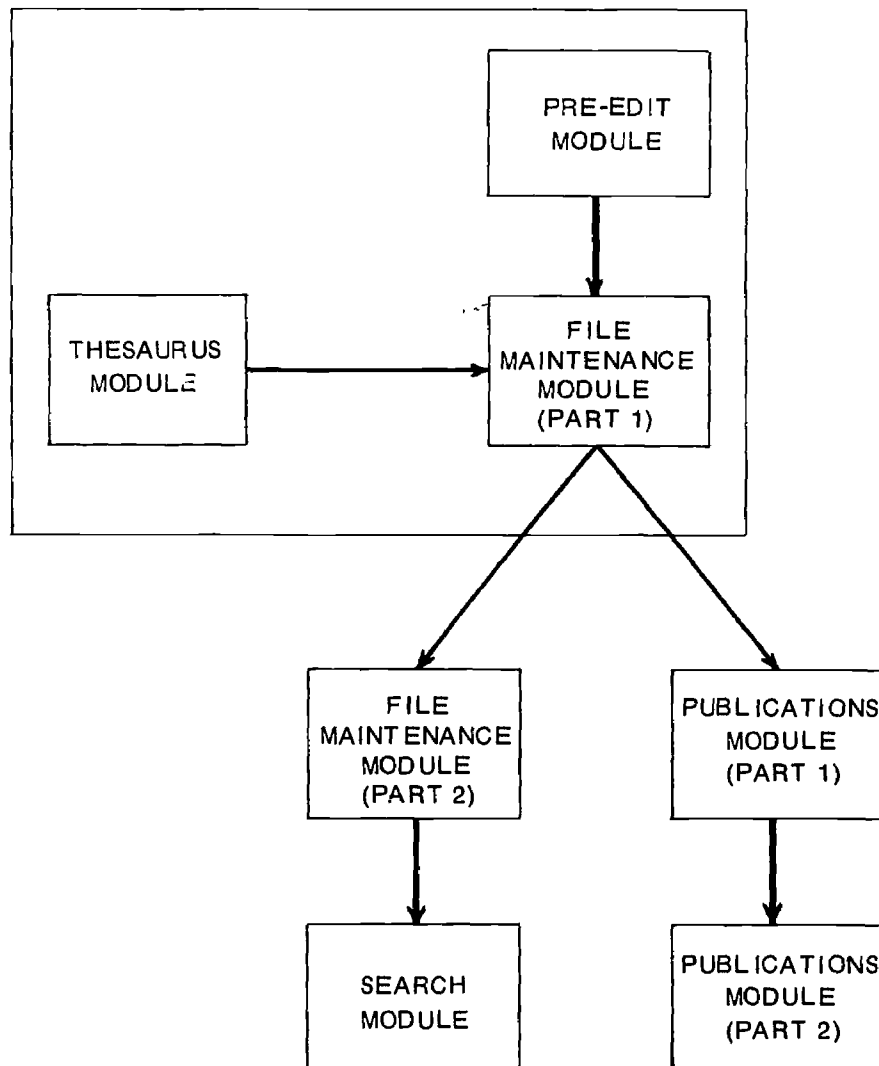 PRE-EDIT
MODULE
THESAURUS
MODULE
FILE
MAINTENANCE
MODULE
(PART 1)
FILE
MAINTENANCE
MODULE
(PART 2)
PUBLICATIONS
MODULE
(PART 1)
SEARCH
MODULE
PUBLICATIONS
MODULE
(PART 2)